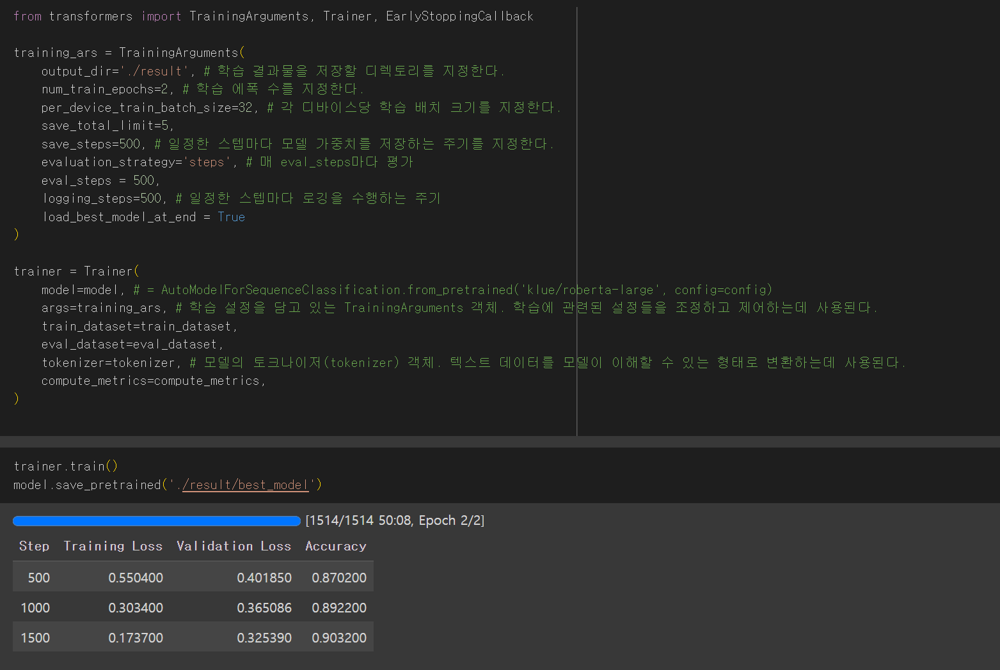 from transformers import TrainingArguments, Trainer, EarlyStoppingCallback
training_ars = TrainingArguments(
output_dir='./result', # 학습 결과물을 저장할 디렉토리를 지정한다.
num_train_epochs=2, # 학습 에폭 수를 지정한다.
per_device_train_batch_size=32, # 각 디바이스당 학습 배치 크기를 지정한다.
save_total_limit=5,
save_steps=500, # 일정한 스텝마다 모델 가중치를 저장하는 주기를 지정한다.
evaluation_strategy='steps', # 매 eval_steps마다 평가
eval_steps = 500,
logging_steps=500, # 일정한 스텝마다 로깅을 수행하는 주기
load_best_model_at_end = True
)
trainer = Trainer(
model=model, # = AutoModelForSequenceClassification.from_pretrained('klue/roberta-large', config=config)
args=training_ars, # 학습 설정을 담고 있는 TrainingArguments 객체. 학습에 관련된 설정들을 조정하고 제어하는데 사용된다.
train_dataset=train_dataset,
eval_dataset=eval_dataset,
tokenizer=tokenizer, # 모델의 토크나이저(tokenizer) 객체. 텍스트 데이터를 모델이 이해할 수 있는 형태로 변환하는데 사용된다.
compute_metrics=compute_metrics,
)
trainer.train()
model.save_pretrained('./result/best_model')
[1514/1514 50:08, Epoch 2/2]
Step Training Loss Validation Loss Accuracy
500 0.550400 0.401850 0.870200
1000 0.303400 0.365086 0.892200
1500 0.173700 0.325390 0.903200